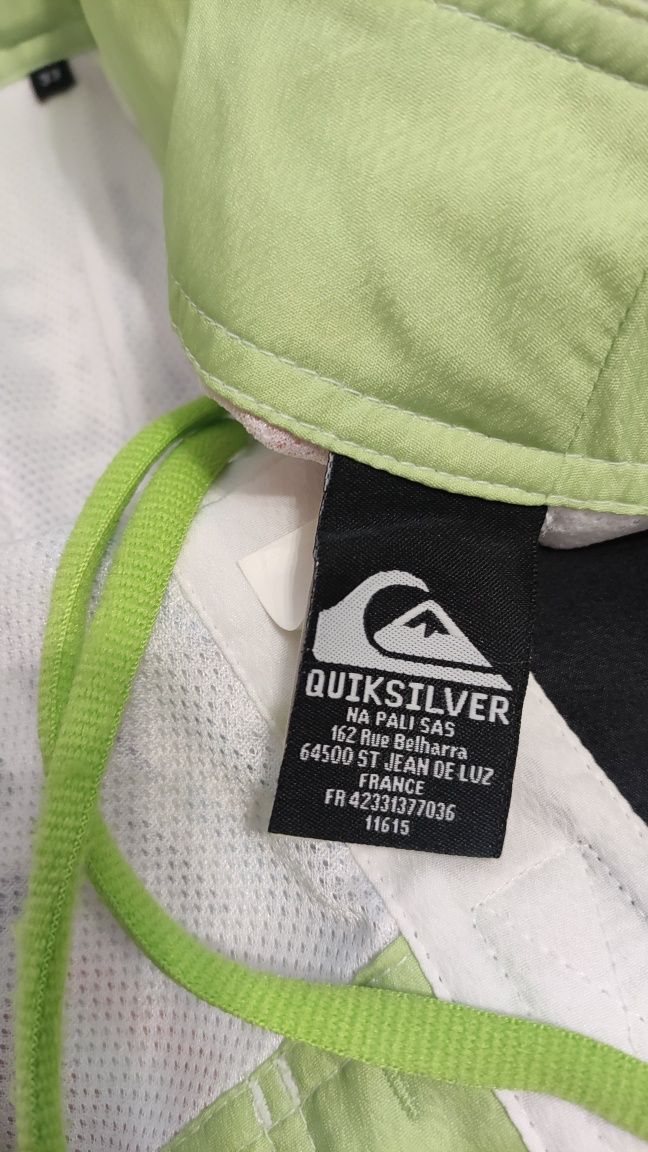 QUIKSILVER
NA PALI SAS
162 Rue Belharra
64500 ST JEAN DE LUZ
FRANCE
FR 42331377036
11615